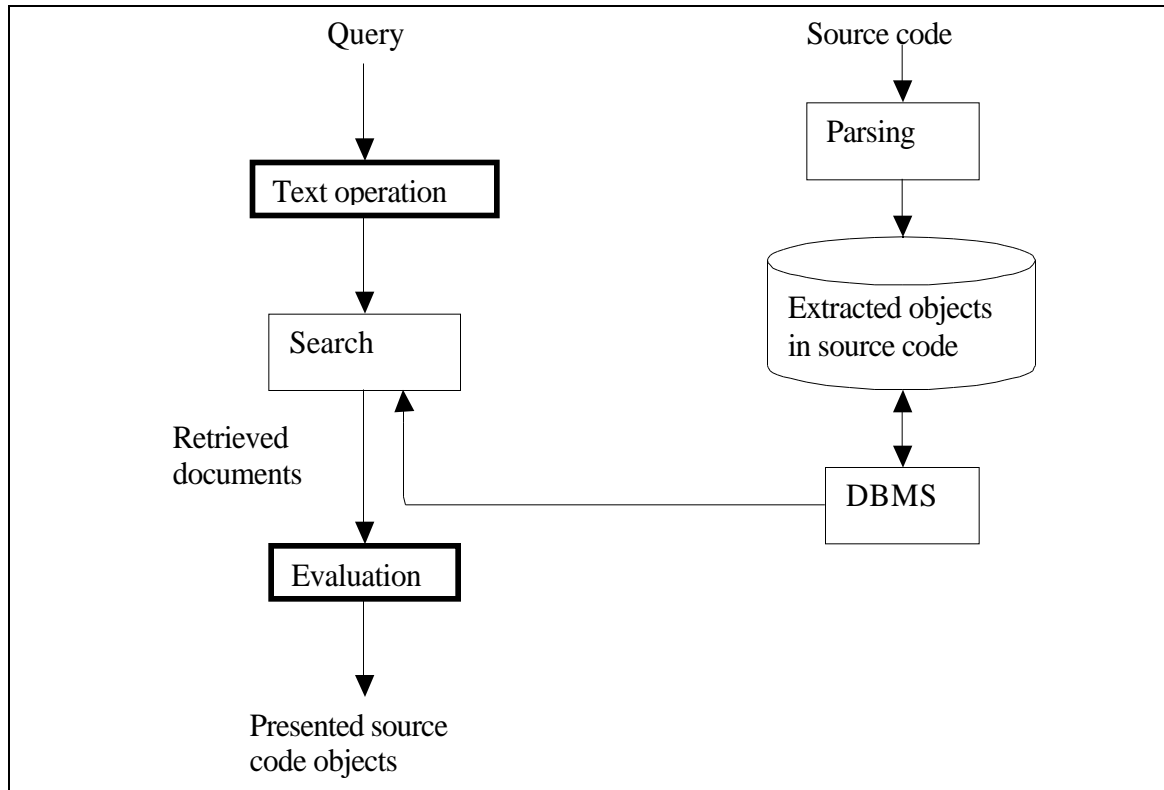 Query
Source code
Parsing
Text operation
Extracted objects
in source code
Search
Retrieved
documents
DBMS
Evaluation
Presented source
code objects